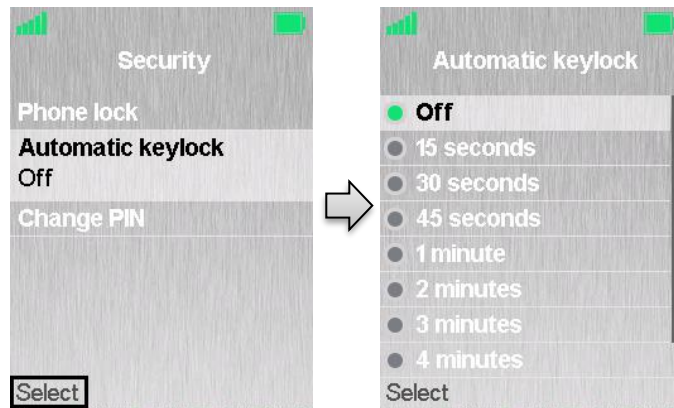 Security
Phone lock
Automatic keylock
Off
Change PIN
Select
Automatic keylock
Off
15 seconds
30 seconds
45 seconds
1 minute
2 minutes
3 minutes
4 minutes
Select